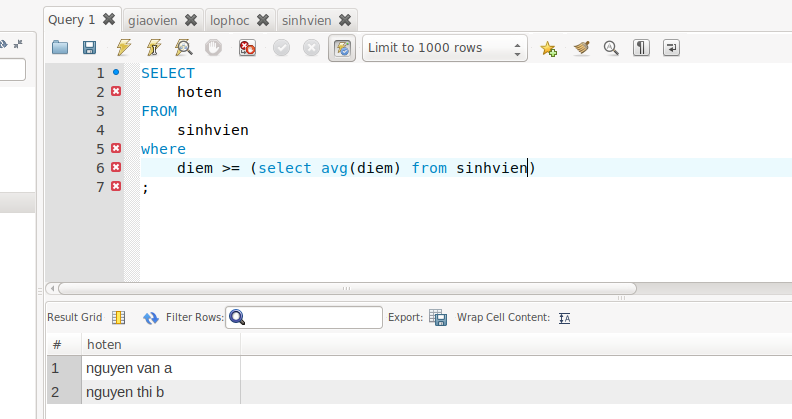 Query 1 giaovien lophoc sinhvien
Limit to 1000 rows
1 SELECT
2 hoten
3 FROM
4 sinhvien
5 where
6 diem >= (select avg(diem) from sinhvien)
7 ;
Result Grid Filter Rows: Export: Wrap Cell Content:
# hoten
1 nguyen van a
2 nguyen thi b